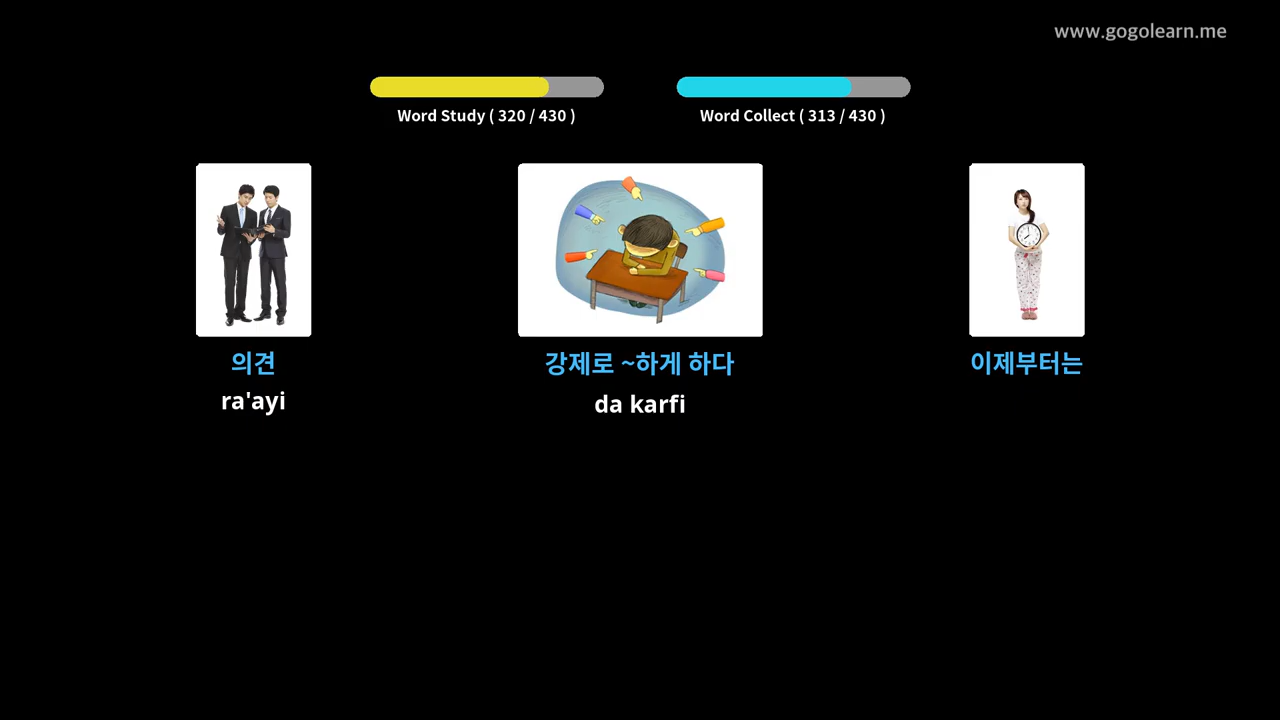 www.gogolearn.me
Word Study ( 320 / 430 )
Word Collect ( 313 / 430 )
의견
ra'ayi
강제로 ~하게 하다
da karfi
이제부터는